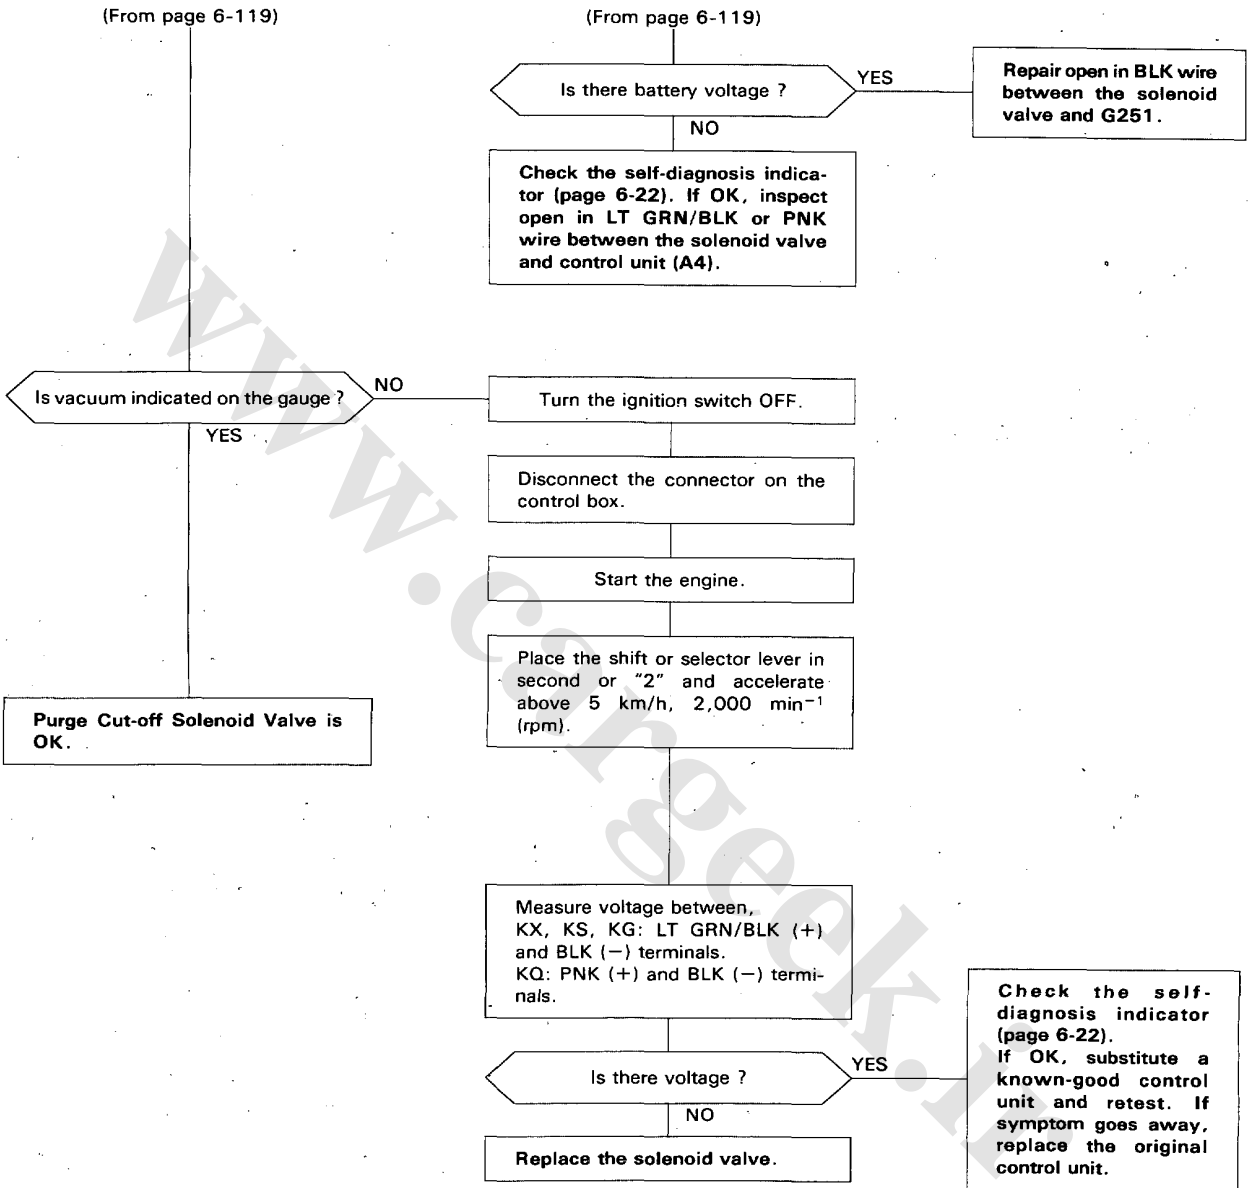 (From page 6-119)
(From page 6-119)
Is there battery voltage ?
YES
Repair open in BLK wire
between the solenoid
valve and G251.
NO
Check the self-diagnosis indica-
tor (page 6-22). If OK, inspect
open in LT GRN/BLK or PNK
wire between the solenoid valve
and control unit (A4).
Is vacuum indicated on the gauge ?
NO
Turn the ignition switch OFF.
YES
Disconnect the connector on the
control box.
Start the engine.
Place the shift or selector lever in
second or "2" and accelerate
above 5 km/h, 2,000 min⁻¹
(rpm).
Purge Cut-off Solenoid Valve is
OK.
Measure voltage between,
KX, KS, KG: LT GRN/BLK (+)
and BLK (−) terminals.
KQ: PNK (+) and BLK (−) termi-
nals.
Is there voltage ?
YES
Check the self-
diagnosis indicator
(page 6-22).
If OK, substitute a
known-good control
unit and retest. If
symptom goes away,
replace the original
control unit.
NO
Replace the solenoid valve.
www.cargeek.ir